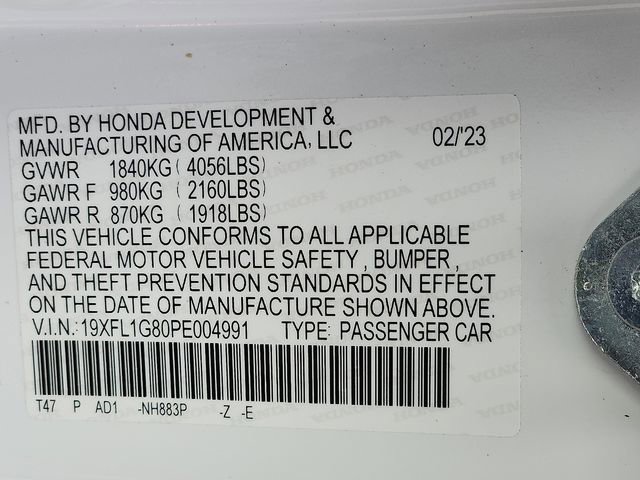 MFD. BY HONDA DEVELOPMENT &
MANUFACTURING OF AMERICA, LLC 02/'23
GVWR 1840KG ( 4056LBS)
GAWR F 980KG ( 2160LBS)
GAWR R 870KG ( 1918LBS)
THIS VEHICLE CONFORMS TO ALL APPLICABLE
FEDERAL MOTOR VEHICLE SAFETY , BUMPER ,
AND THEFT PREVENTION STANDARDS IN EFFECT
ON THE DATE OF MANUFACTURE SHOWN ABOVE.
V.I.N.:19XFL1G80PE004991 TYPE: PASSENGER CAR
T47 P AD1 -NH883P -Z -E